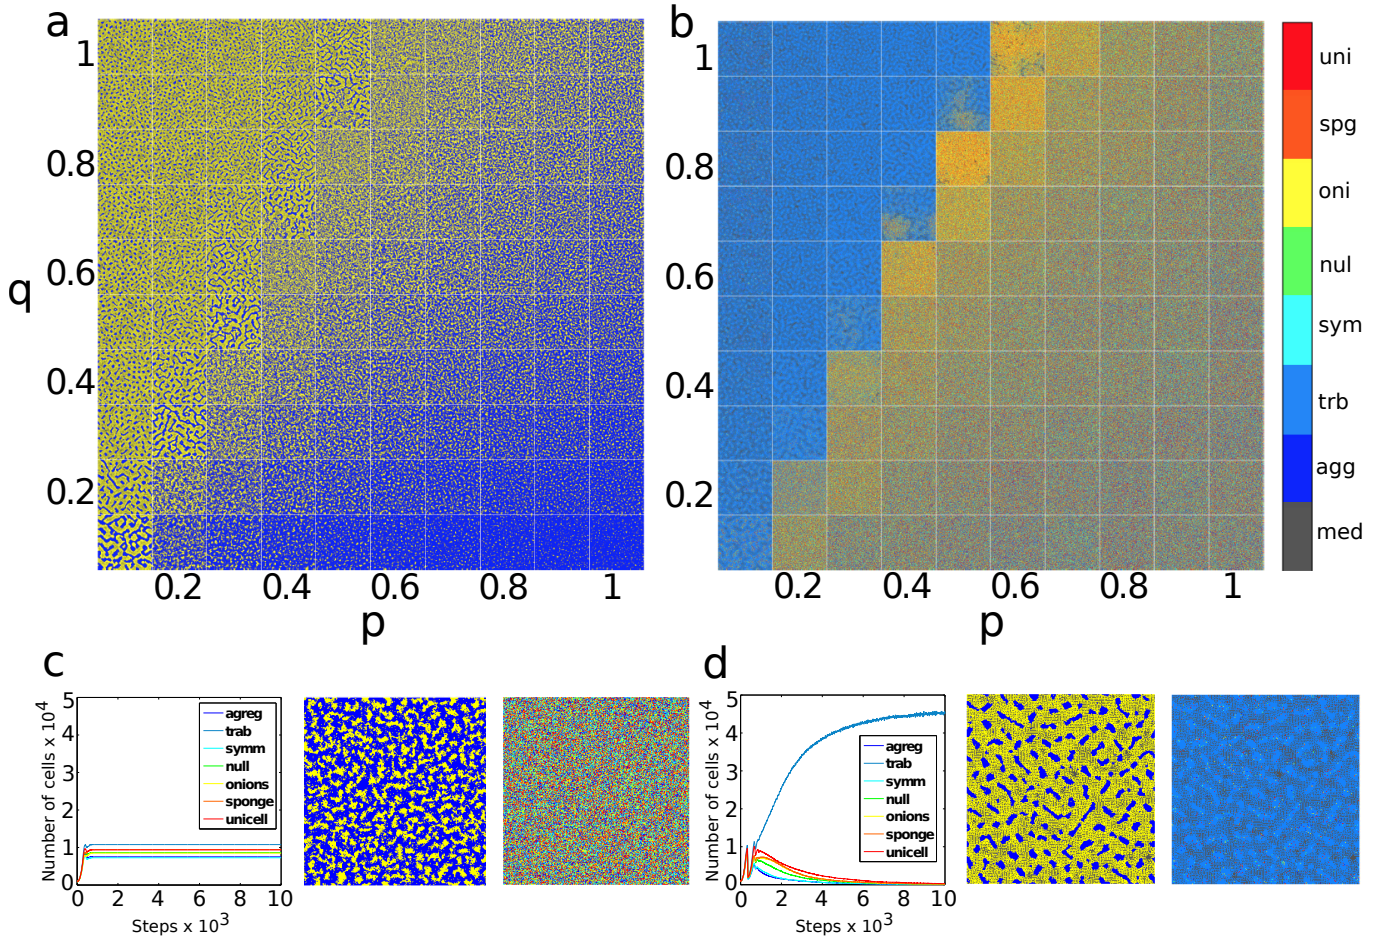 a
1
0.8
0.6
0.4
0.2
q
0.2 0.4 0.6 0.8 1
p
b
1
0.8
0.6
0.4
0.2
0.2 0.4 0.6 0.8 1
p
uni
spg
oni
nul
sym
trb
agg
med
c
Number of cells x 10^4
5
4
3
2
1
0
0 2 4 6 8 10
Steps x 10^3
agreg
trab
symm
null
onions
sponge
unicell
d
Number of cells x 10^4
5
4
3
2
1
0
0 2 4 6 8 10
Steps x 10^3
agreg
trab
symm
null
onions
sponge
unicell